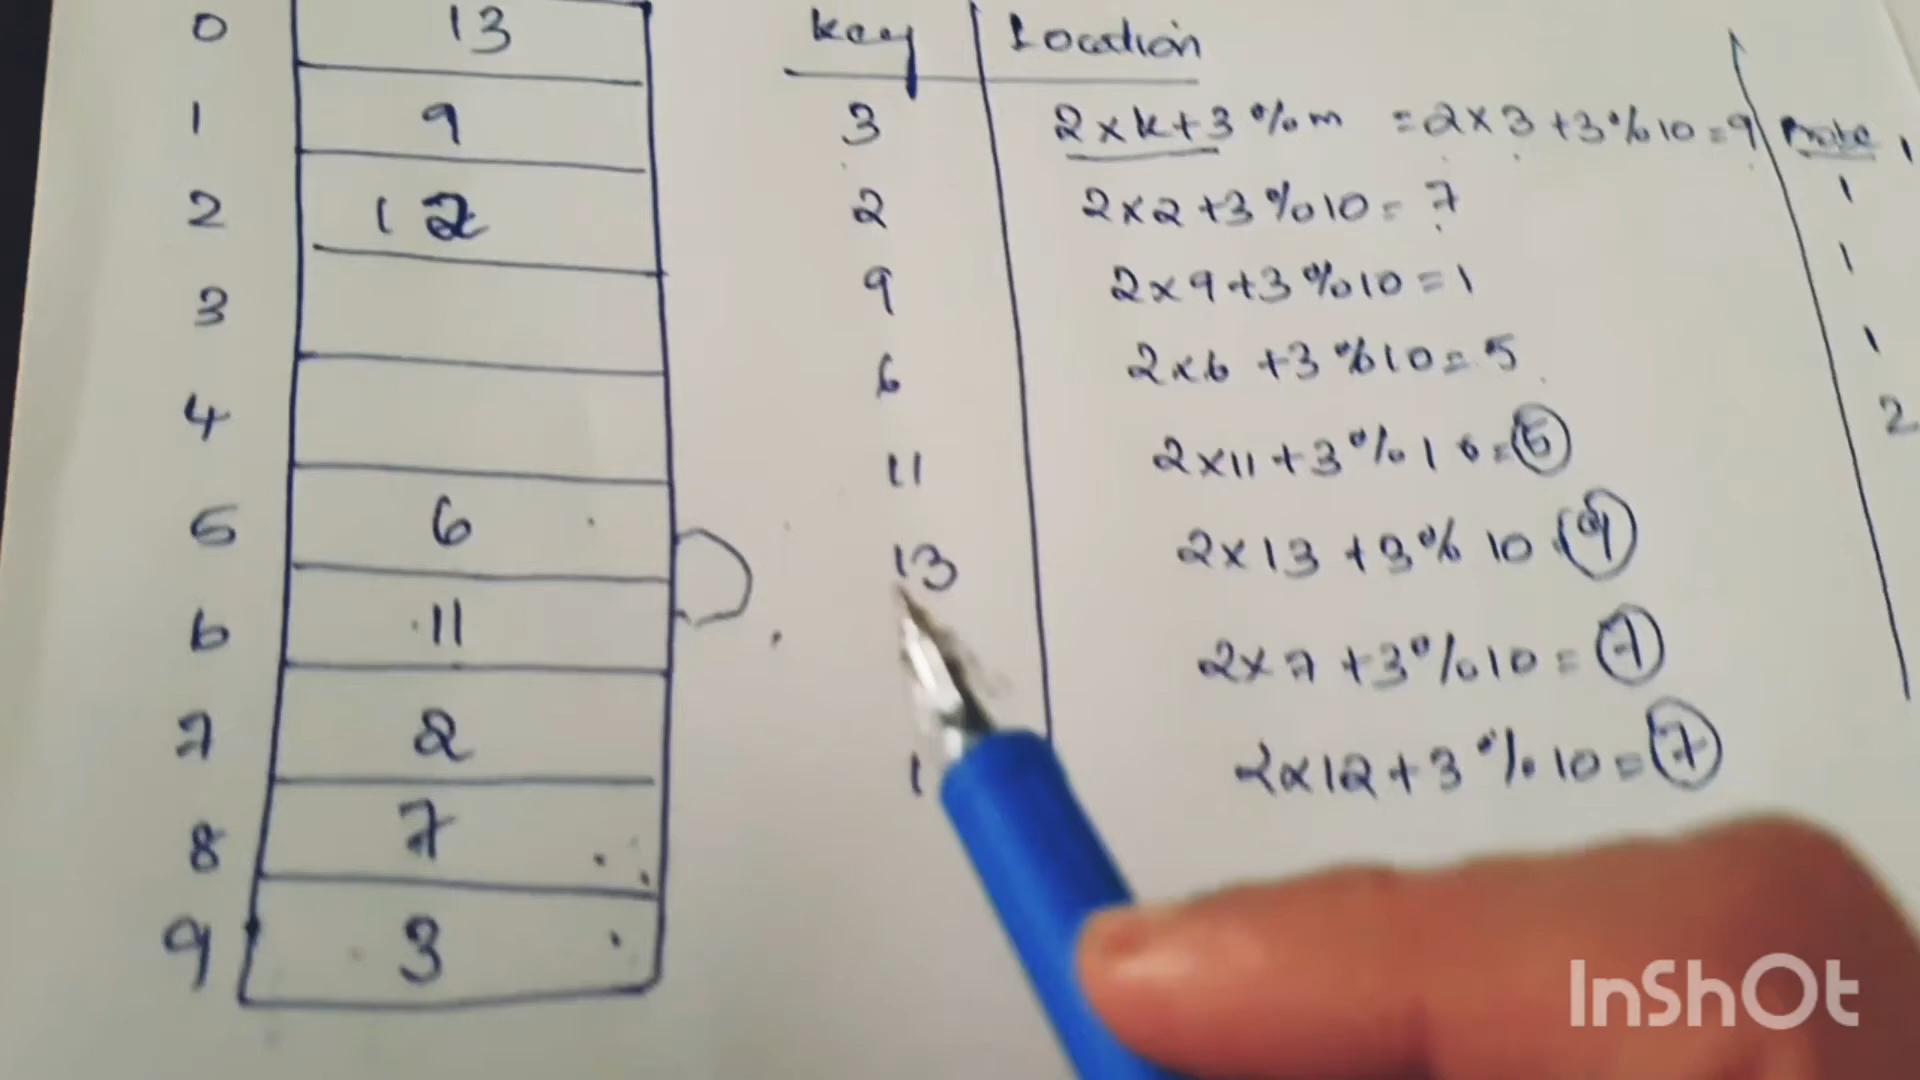 0 13 Key Location
1 9 3 2×k+3%m =2×3+3%10=9 Probe 1
2 12 2 2×2+3%10=7 1
3 9 2×9+3%10=1 1
4 6 2×6+3%10=5 1
5 6 11 2×11+3%10=5 2
6 11 13 2×13+3%10=9
7 2 2×7+3%10=7
8 7 1 2×12+3%10=7
9 3
InShOt